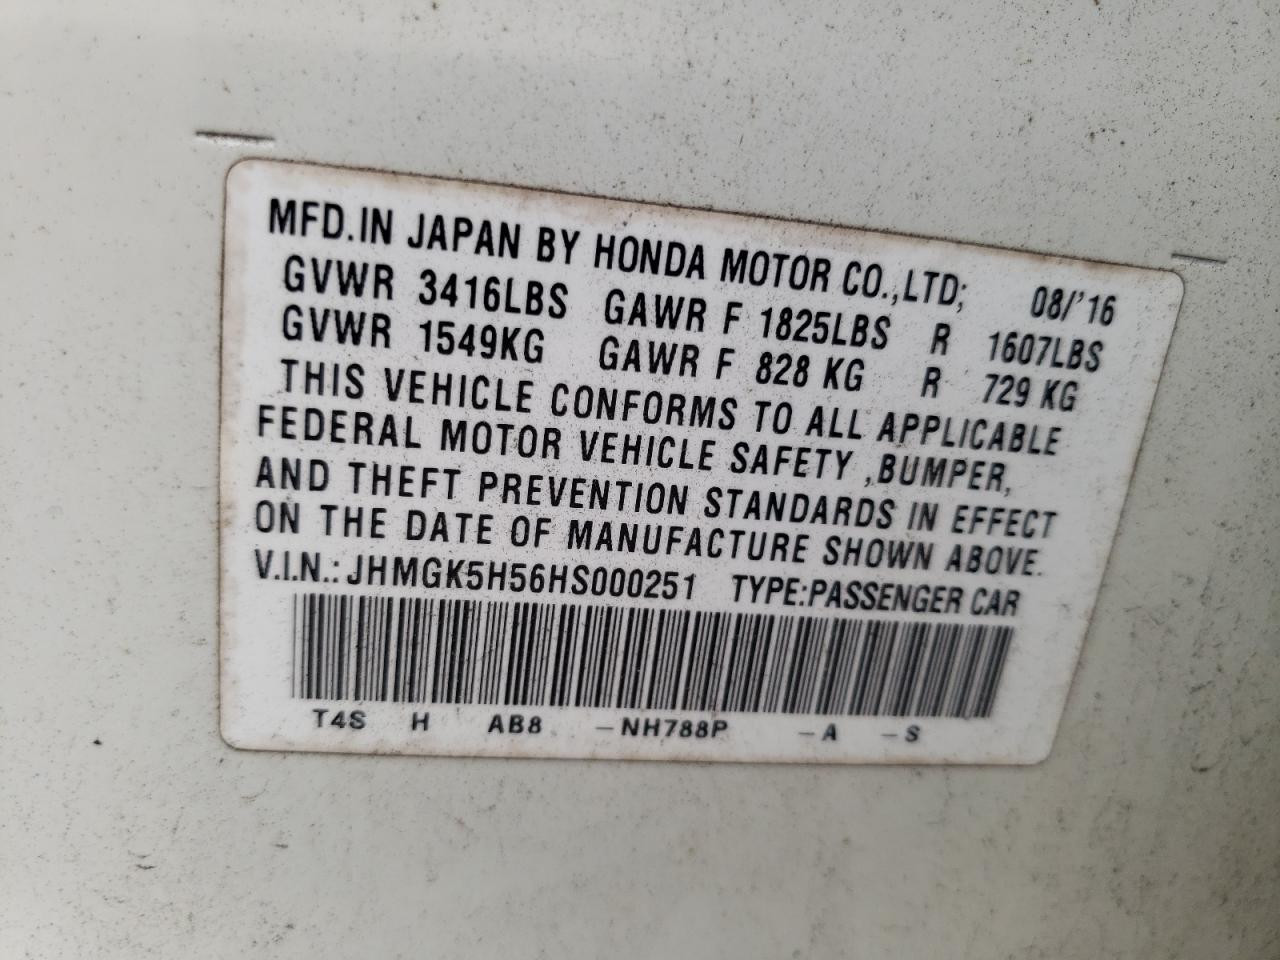 MFD.IN JAPAN BY HONDA MOTOR CO.,LTD; 08/'16
GVWR 3416LBS GAWR F 1825LBS R 1607LBS
GVWR 1549KG GAWR F 828 KG R 729 KG
THIS VEHICLE CONFORMS TO ALL APPLICABLE
FEDERAL MOTOR VEHICLE SAFETY ,BUMPER,
AND THEFT PREVENTION STANDARDS IN EFFECT
ON THE DATE OF MANUFACTURE SHOWN ABOVE.
V.I.N.: JHMGK5H56HS000251 TYPE:PASSENGER CAR
T4S H AB8 -NH788P -A -S